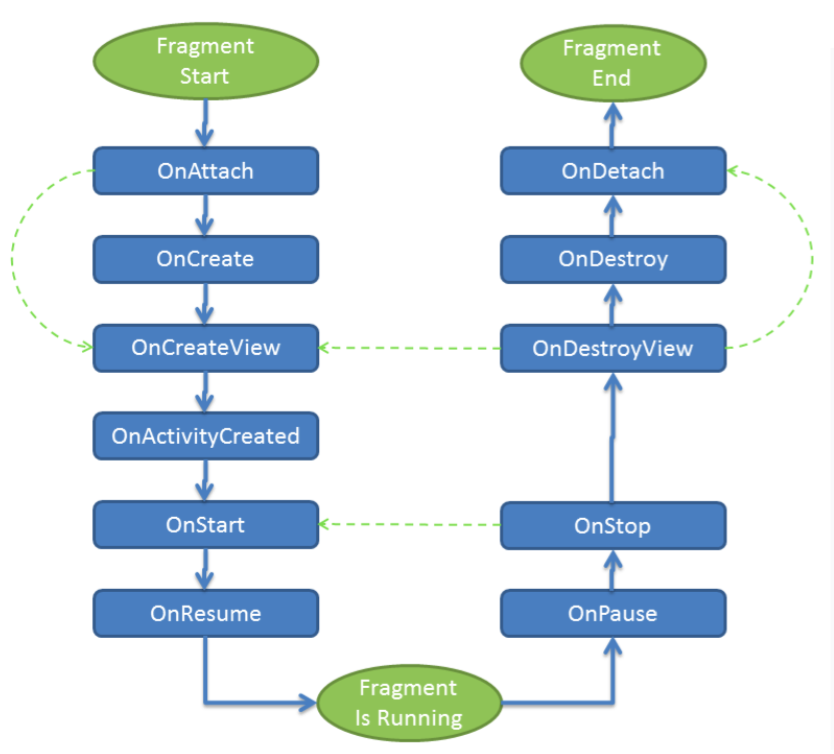 Fragment
Start
OnAttach
OnCreate
OnCreateView
OnActivityCreated
OnStart
OnResume
Fragment
Is Running
OnPause
OnStop
OnDestroyView
OnDestroy
OnDetach
Fragment
End